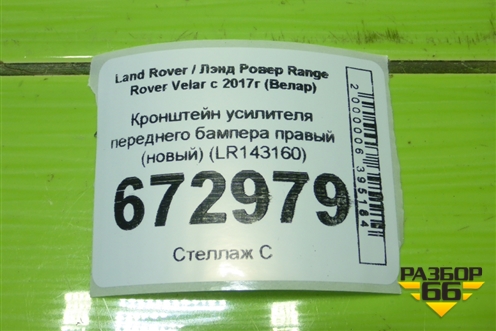 Land Rover / Лэнд Ровер Range
Rover Velar с 2017г (Велар)
Кронштейн усилителя
переднего бампера правый
(новый) (LR143160)
672979
Стеллаж С
2000006395184
РАЗБОР
66